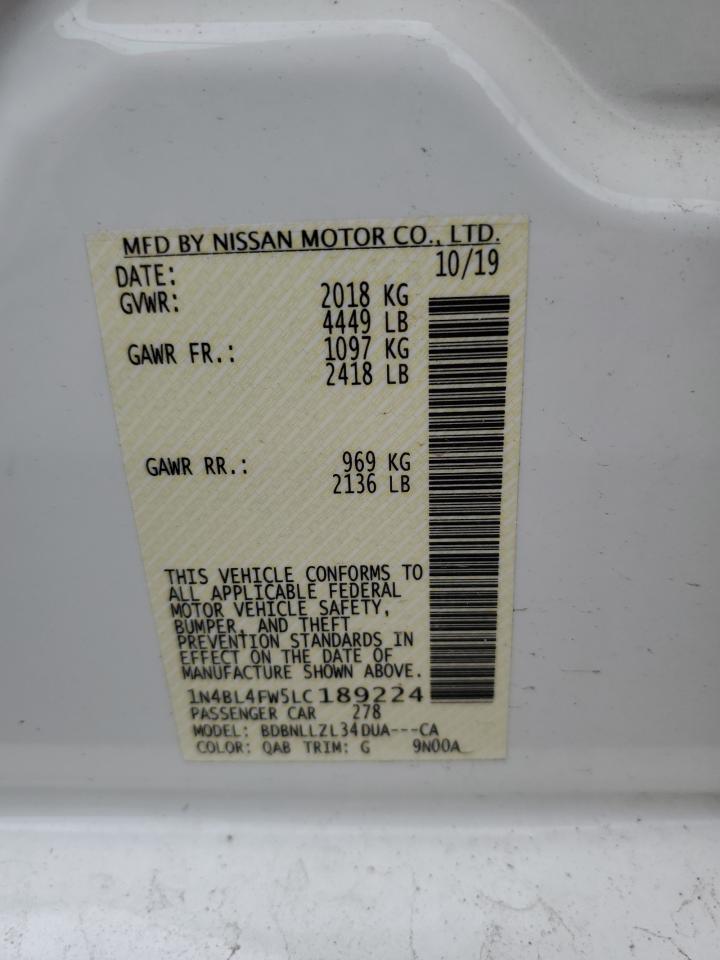 MFD BY NISSAN MOTOR CO., LTD.
DATE: 10/19
GVWR: 2018 KG
4449 LB
GAWR FR.: 1097 KG
2418 LB
GAWR RR.: 969 KG
2136 LB
THIS VEHICLE CONFORMS TO
ALL APPLICABLE FEDERAL
MOTOR VEHICLE SAFETY,
BUMPER, AND THEFT
PREVENTION STANDARDS IN
EFFECT ON THE DATE OF
MANUFACTURE SHOWN ABOVE.
1N4BL4FW5LC189224
PASSENGER CAR 278
MODEL: BDBNLLZL34DUA---CA
COLOR: QAB TRIM: G 9N00A